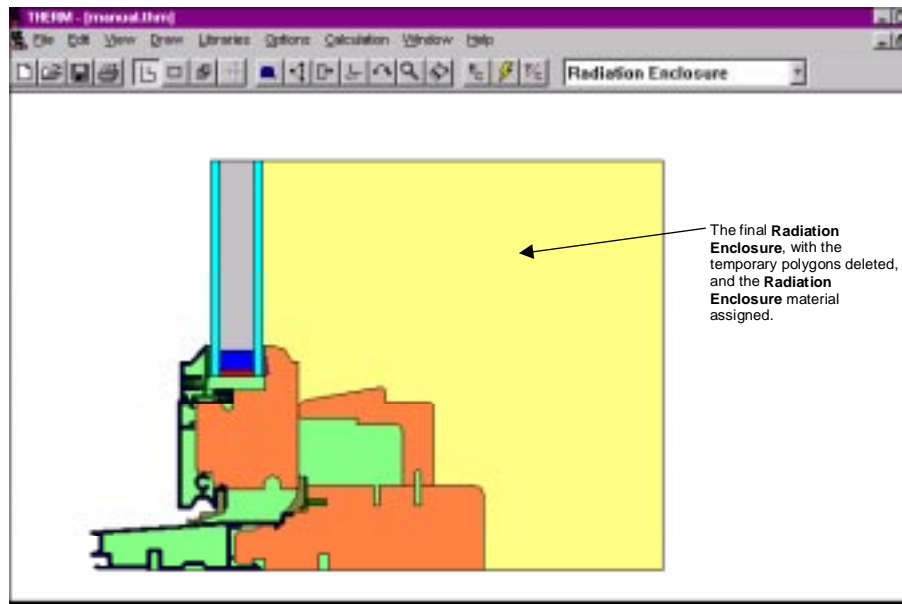 THERM - [manual.thm]
File Edit View Draw Libraries Options Calculation Window Help
Radiation Enclosure
The final Radiation
Enclosure, with the
temporary polygons deleted,
and the Radiation
Enclosure material
assigned.